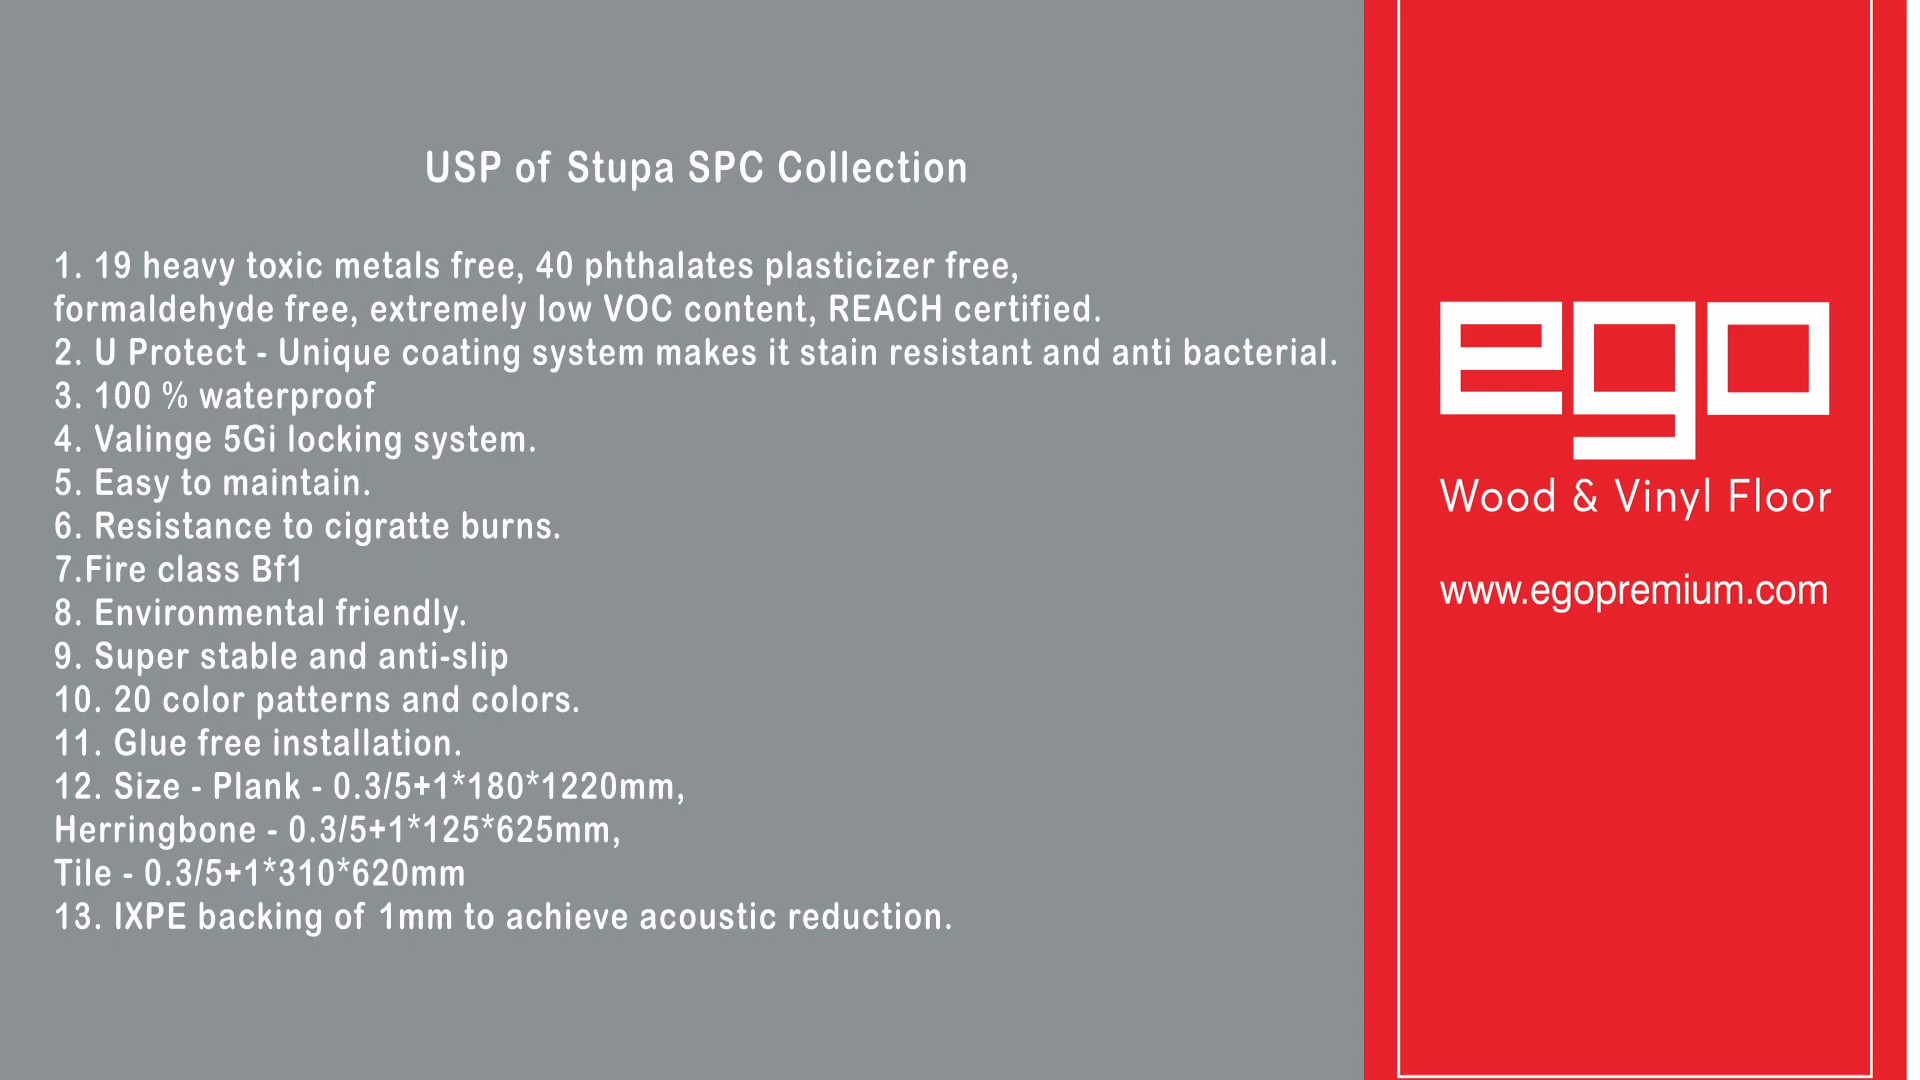 USP of Stupa SPC Collection
1. 19 heavy toxic metals free, 40 phthalates plasticizer free,
formaldehyde free, extremely low VOC content, REACH certified.
2. U Protect - Unique coating system makes it stain resistant and anti bacterial.
3. 100 % waterproof
4. Valinge 5Gi locking system.
5. Easy to maintain.
6. Resistance to cigratte burns.
7.Fire class Bf1
8. Environmental friendly.
9. Super stable and anti-slip
10. 20 color patterns and colors.
11. Glue free installation.
12. Size - Plank - 0.3/5+1*180*1220mm,
Herringbone - 0.3/5+1*125*625mm,
Tile - 0.3/5+1*310*620mm
13. IXPE backing of 1mm to achieve acoustic reduction.
ego
Wood & Vinyl Floor
www.egopremium.com